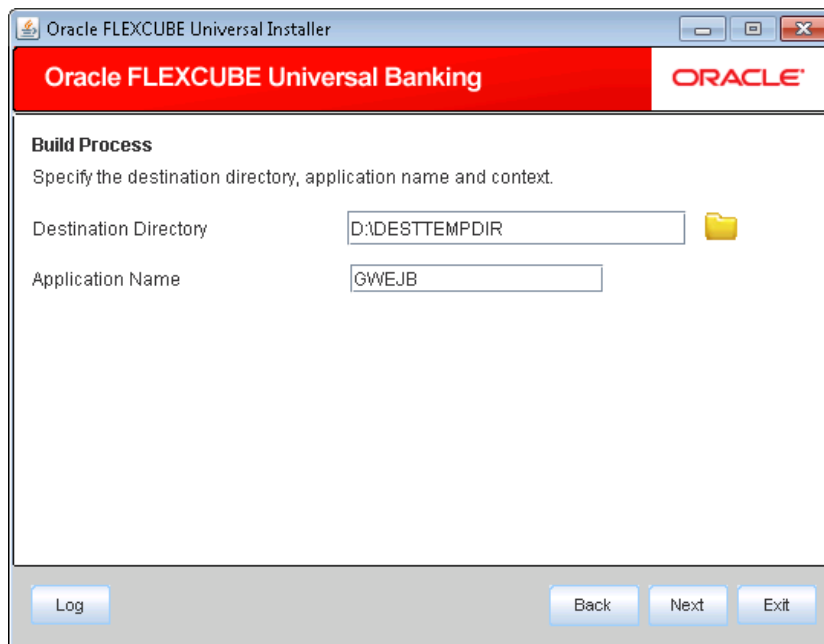 Oracle FLEXCUBE Universal Installer
Oracle FLEXCUBE Universal Banking
ORACLE
Build Process
Specify the destination directory, application name and context.
Destination Directory D:\DESTTEMPDIR
Application Name GWEJB
Log Back Next Exit